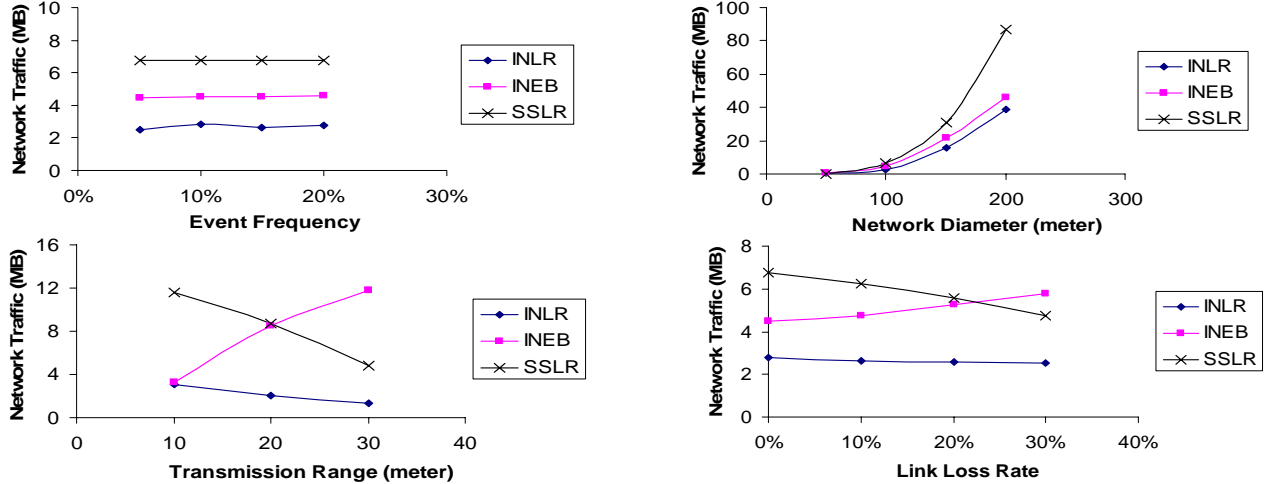 Network Traffic (MB)
10
8
6
4
2
0
0%
10%
20%
30%
Event Frequency
INLR
INEB
SSLR
Network Traffic (MB)
100
80
60
40
20
0
0
100
200
300
Network Diameter (meter)
INLR
INEB
SSLR
Network Traffic (MB)
16
12
8
4
0
0
10
20
30
40
Transmission Range (meter)
INLR
INEB
SSLR
Network Traffic (MB)
8
6
4
2
0
0%
10%
20%
30%
40%
Link Loss Rate
INLR
INEB
SSLR